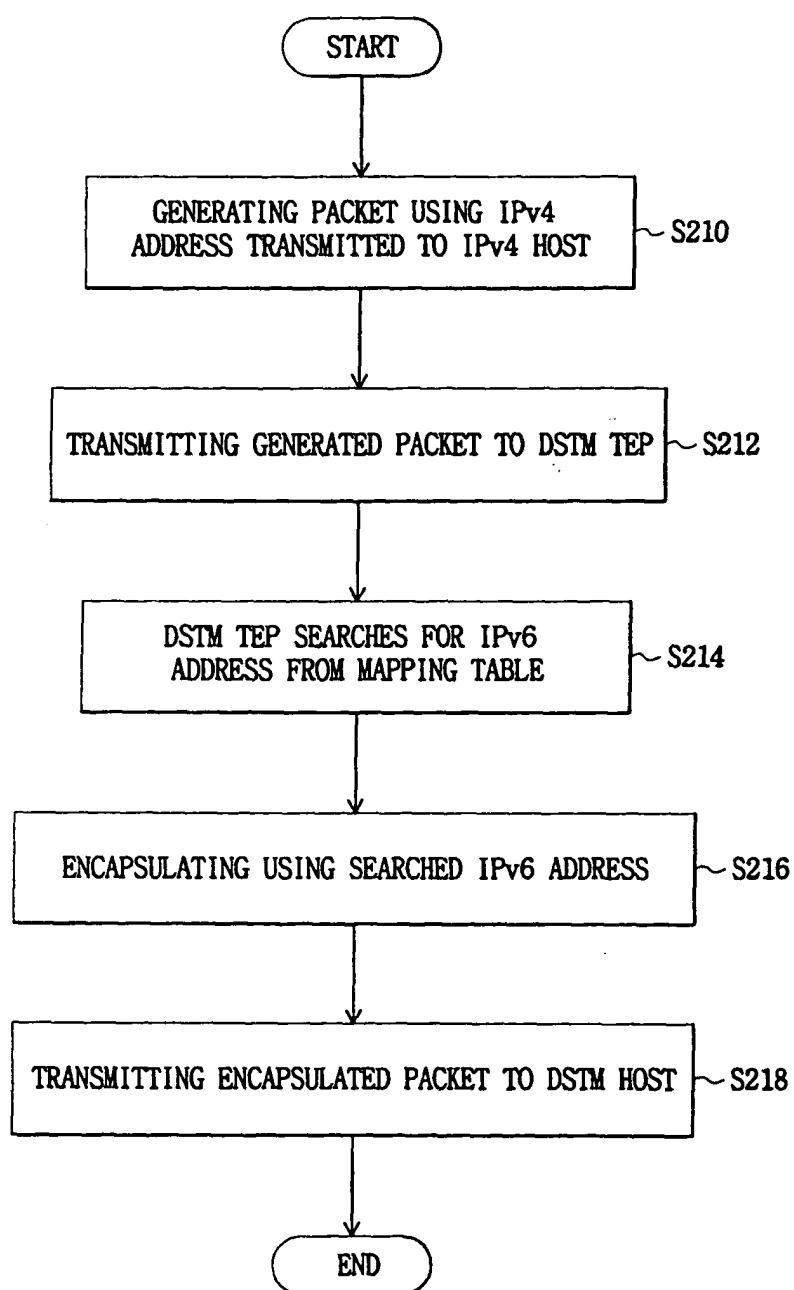 START
GENERATING PACKET USING IPv4
ADDRESS TRANSMITTED TO IPv4 HOST
S210
TRANSMITTING GENERATED PACKET TO DSTM TEP
S212
DSTM TEP SEARCHES FOR IPv6
ADDRESS FROM MAPPING TABLE
S214
ENCAPSULATING USING SEARCHED IPv6 ADDRESS
S216
TRANSMITTING ENCAPSULATED PACKET TO DSTM HOST
S218
END